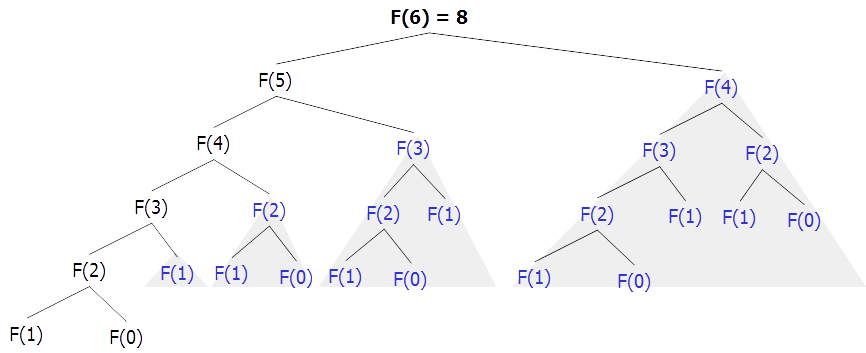 F(6) = 8
F(5)
F(4)
F(4)
F(3)
F(3)
F(2)
F(3)
F(2)
F(2)
F(1)
F(2)
F(1)
F(1)
F(0)
F(2)
F(1)
F(1)
F(0)
F(1)
F(0)
F(1)
F(0)
F(1)
F(0)